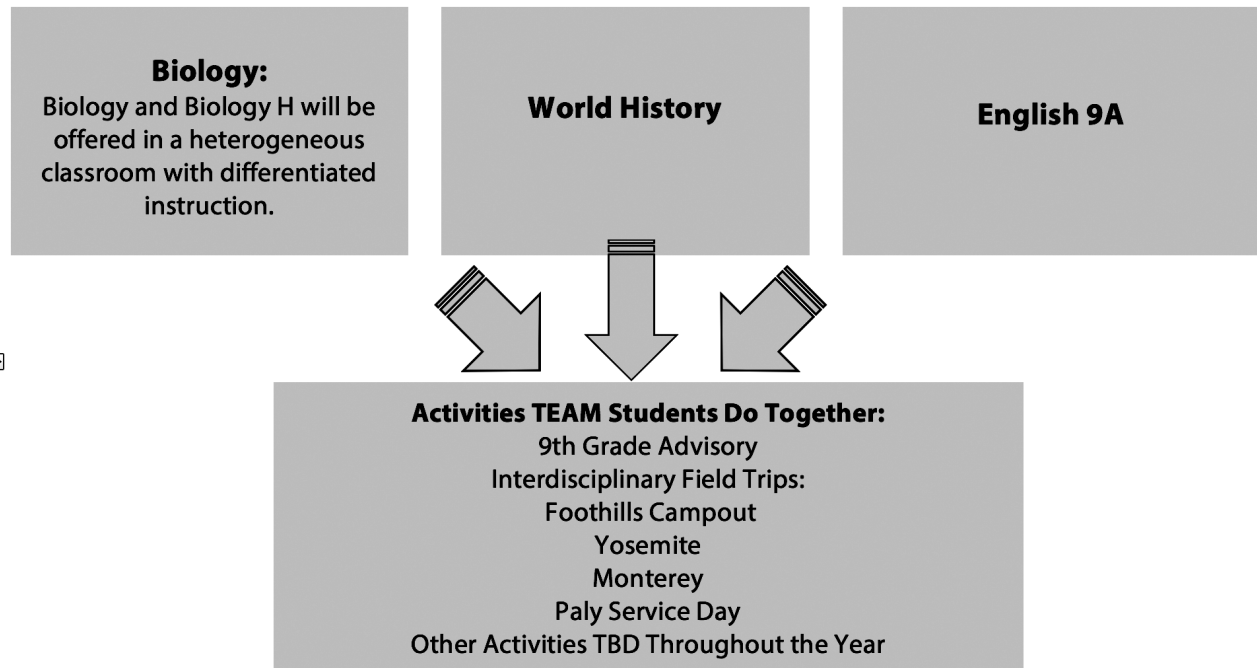 Biology:
Biology and Biology H will be
offered in a heterogeneous
classroom with differentiated
instruction.
World History
English 9A
Activities TEAM Students Do Together:
9th Grade Advisory
Interdisciplinary Field Trips:
Foothills Campout
Yosemite
Monterey
Paly Service Day
Other Activities TBD Throughout the Year